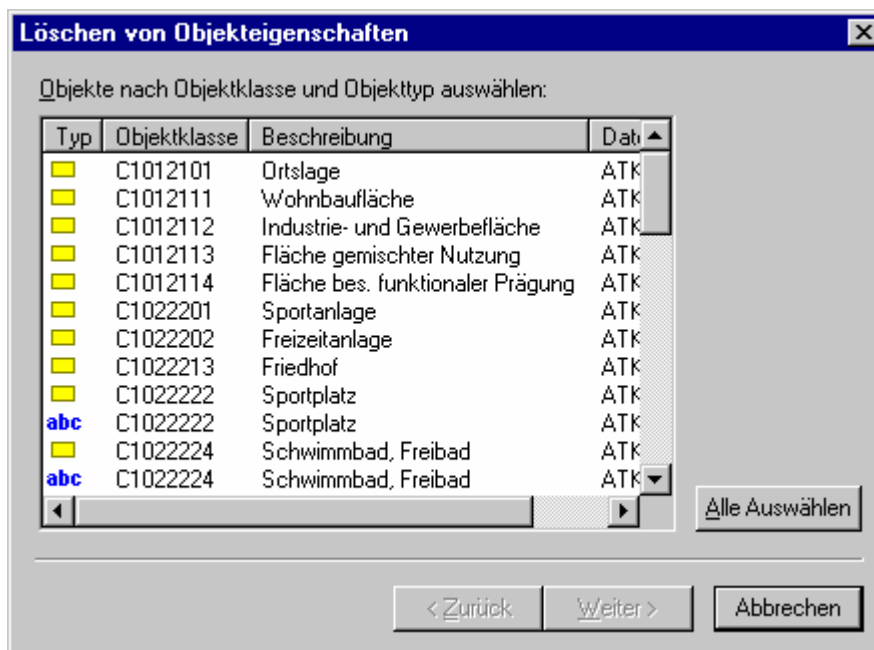 Löschen von Objekteigenschaften
Objekte nach Objektklasse und Objekttyp auswählen:
Typ Objektklasse Beschreibung Date
C1012101 Ortslage ATK
C1012111 Wohnbaufläche ATK
C1012112 Industrie- und Gewerbefläche ATK
C1012113 Fläche gemischter Nutzung ATK
C1012114 Fläche bes. funktionaler Prägung ATK
C1022201 Sportanlage ATK
C1022202 Freizeitanlage ATK
C1022213 Friedhof ATK
C1022222 Sportplatz ATK
abc C1022222 Sportplatz ATK
C1022224 Schwimmbad, Freibad ATK
abc C1022224 Schwimmbad, Freibad ATK
Alle Auswählen
< Zurück Weiter > Abbrechen